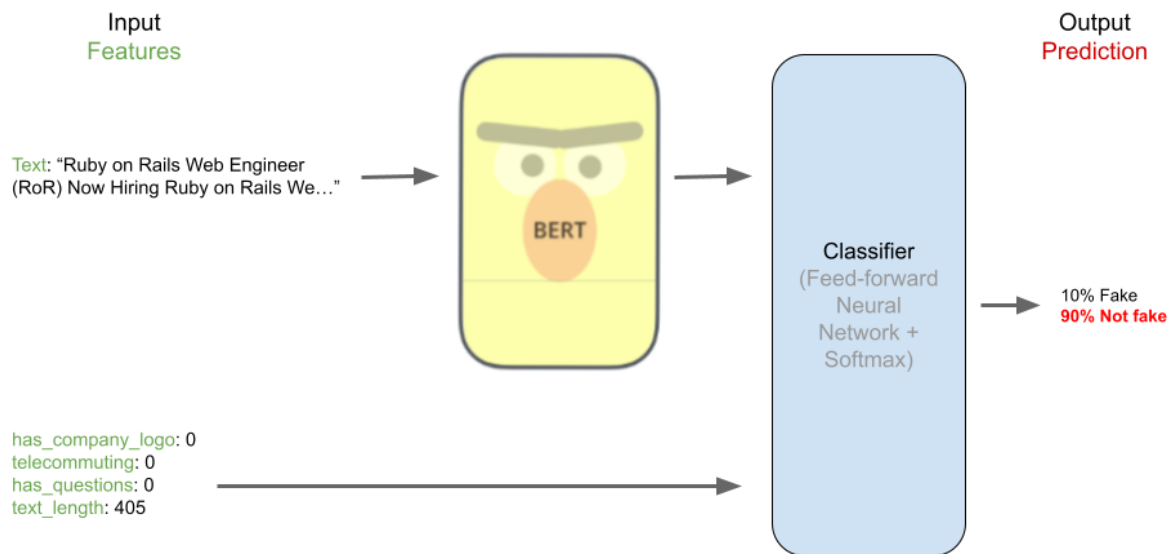 Input
Features
Output
Prediction
Text: “Ruby on Rails Web Engineer
(RoR) Now Hiring Ruby on Rails We…”
BERT
Classifier
(Feed-forward
Neural
Network +
Softmax)
10% Fake
90% Not fake
has_company_logo: 0
telecommuting: 0
has_questions: 0
text_length: 405